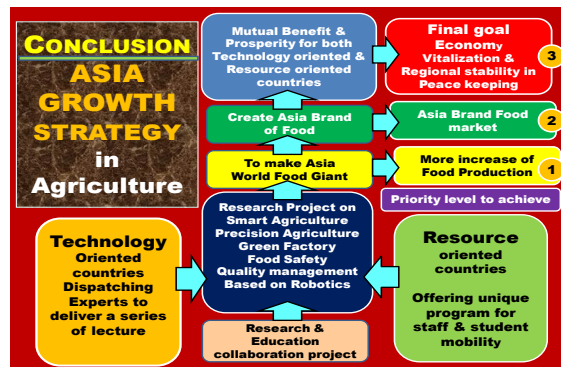 CONCLUSION
ASIA
GROWTH
STRATEGY
in
Agriculture
Mutual Benefit &
Prosperity for both
Technology oriented &
Resource oriented
countries
Final goal
Economy
Vitalization &
Regional stability in
Peace keeping
3
Create Asia Brand
of Food
Asia Brand Food
market
2
To make Asia
World Food Giant
More increase of
Food Production
1
Priority level to achieve
Research Project on
Smart Agriculture
Precision Agriculture
Green Factory
Food Safety
Quality management
Based on Robotics
Technology
Oriented
countries
Dispatching
Experts to
deliver a series
of lecture
Resource
oriented
countries
Offering unique
program for
staff & student
mobility
Research &
Education
collaboration project